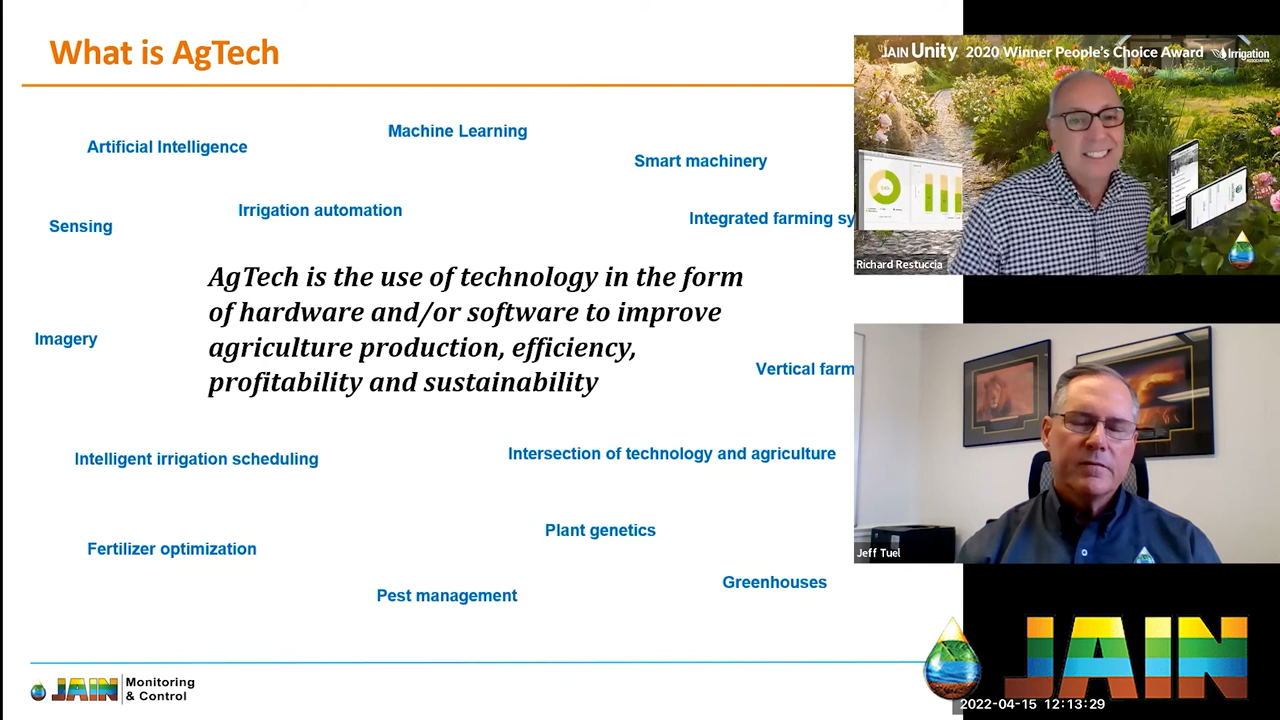 What is AgTech
JAIN Unity. 2020 Winner People's Choice Award
Irrigation
ASSOCIATION
Machine Learning
Artificial Intelligence
Smart machinery
Irrigation automation
Integrated farming sy
Sensing
Richard Restuccia
AgTech is the use of technology in the form
of hardware and/or software to improve
agriculture production, efficiency,
profitability and sustainability
Imagery
Vertical farm
Intelligent irrigation scheduling
Intersection of technology and agriculture
Plant genetics
Fertilizer optimization
Jeff Tuel
Greenhouses
Pest management
JAIN
Monitoring
& Control
JAIN
2022-04-15 12:13:29